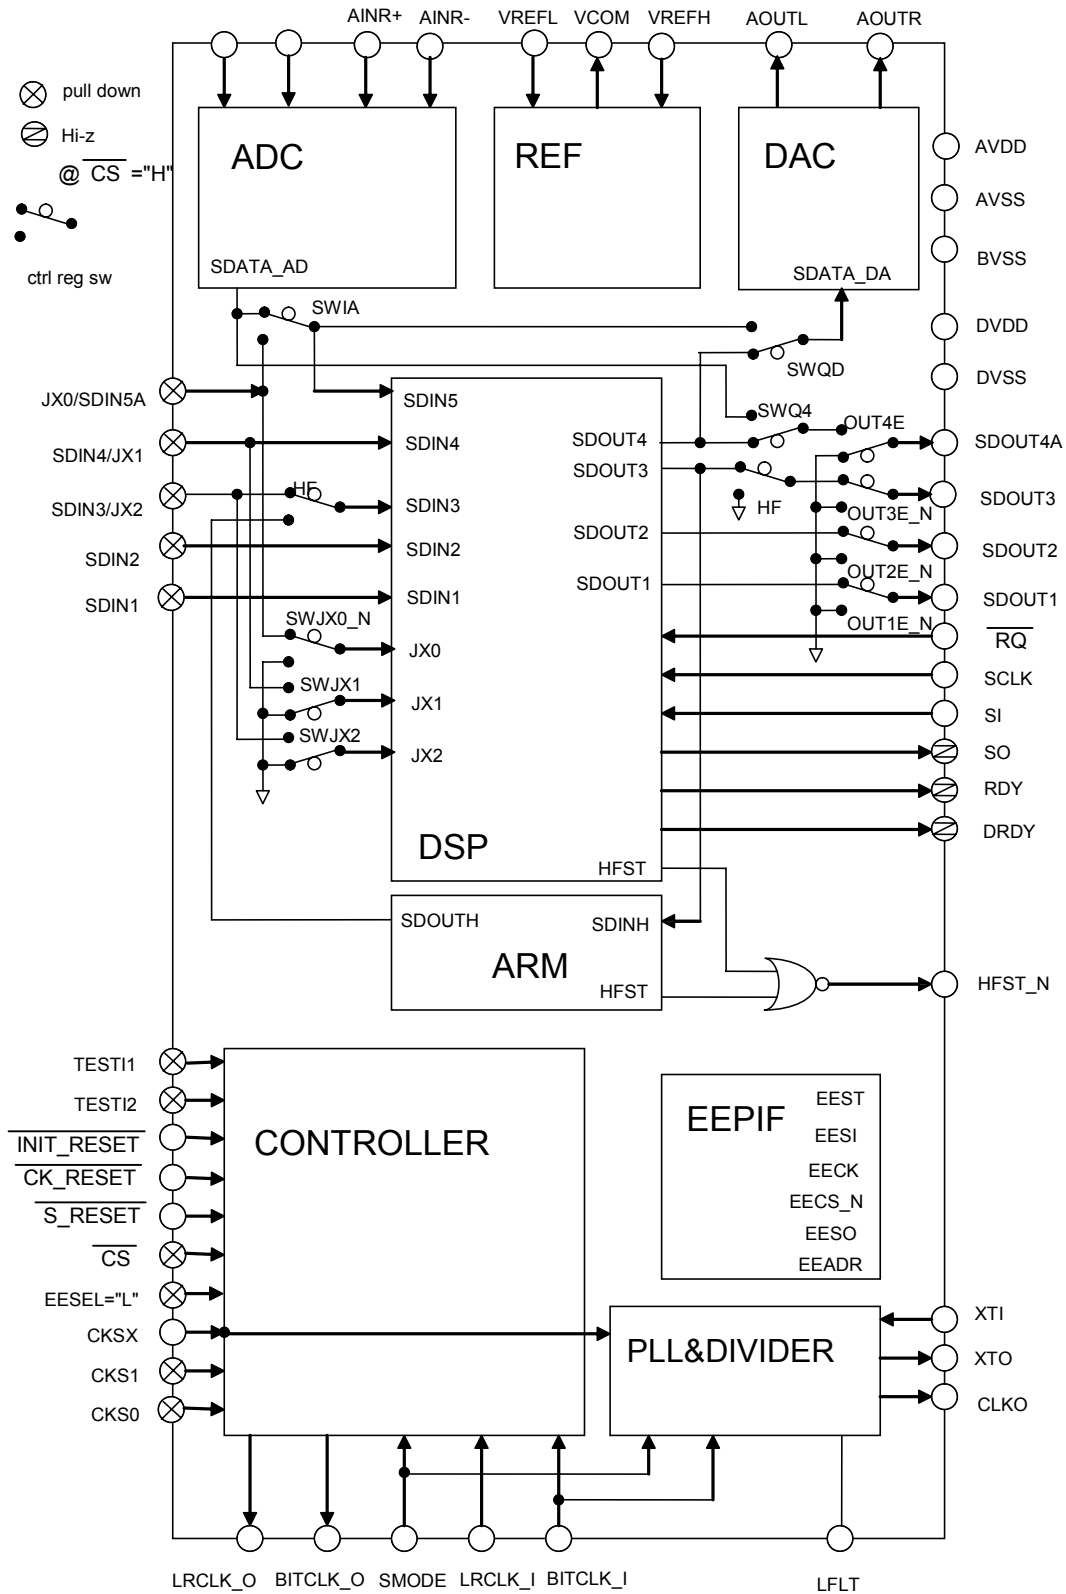 AINR+ AINR- VREFL VCOM VREFH AOUTL AOUTR
pull down
Hi-z
@ CS ="H"
ctrl reg sw
ADC
SDATA_AD
REF
DAC
SDATA_DA
AVDD
AVSS
BVSS
DVDD
DVSS
SWIA
SWQD
JX0/SDIN5A
SDIN4/JX1
SDIN3/JX2
SDIN2
SDIN1
HF
SWJX0_N
SWJX1
SWJX2
SDIN5
SDIN4
SDIN3
SDIN2
SDIN1
JX0
JX1
JX2
DSP
SDOUT4
SDOUT3
SDOUT2
SDOUT1
HFST
SWQ4
OUT4E
HF
OUT3E_N
OUT2E_N
OUT1E_N
SDOUT4A
SDOUT3
SDOUT2
SDOUT1
RQ
SCLK
SI
SO
RDY
DRDY
SDOUTH
SDINH
ARM
HFST
HFST_N
TESTI1
TESTI2
INIT_RESET
CK_RESET
S_RESET
CS
EESEL="L"
CKSX
CKS1
CKS0
CONTROLLER
EEPIF
EEST
EESI
EECK
EECS_N
EESO
EEADR
PLL&DIVIDER
XTI
XTO
CLKO
LRCLK_O BITCLK_O SMODE LRCLK_I BITCLK_I LFLT